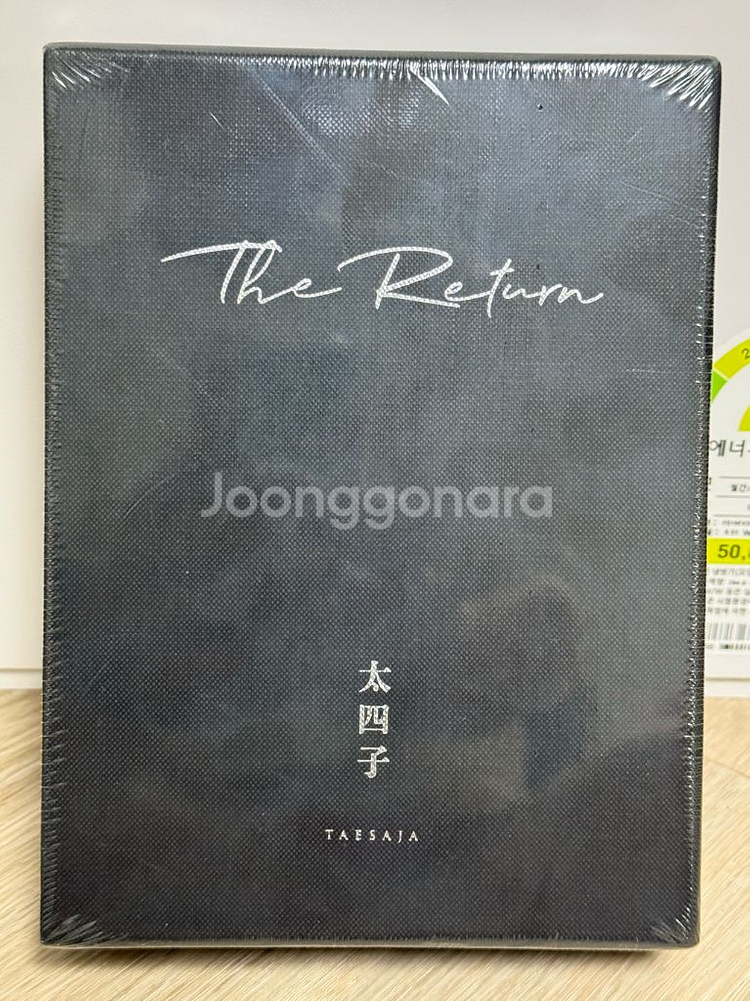 The Return
Joonggonara
太
四
子
TAESAJA
에너
50,